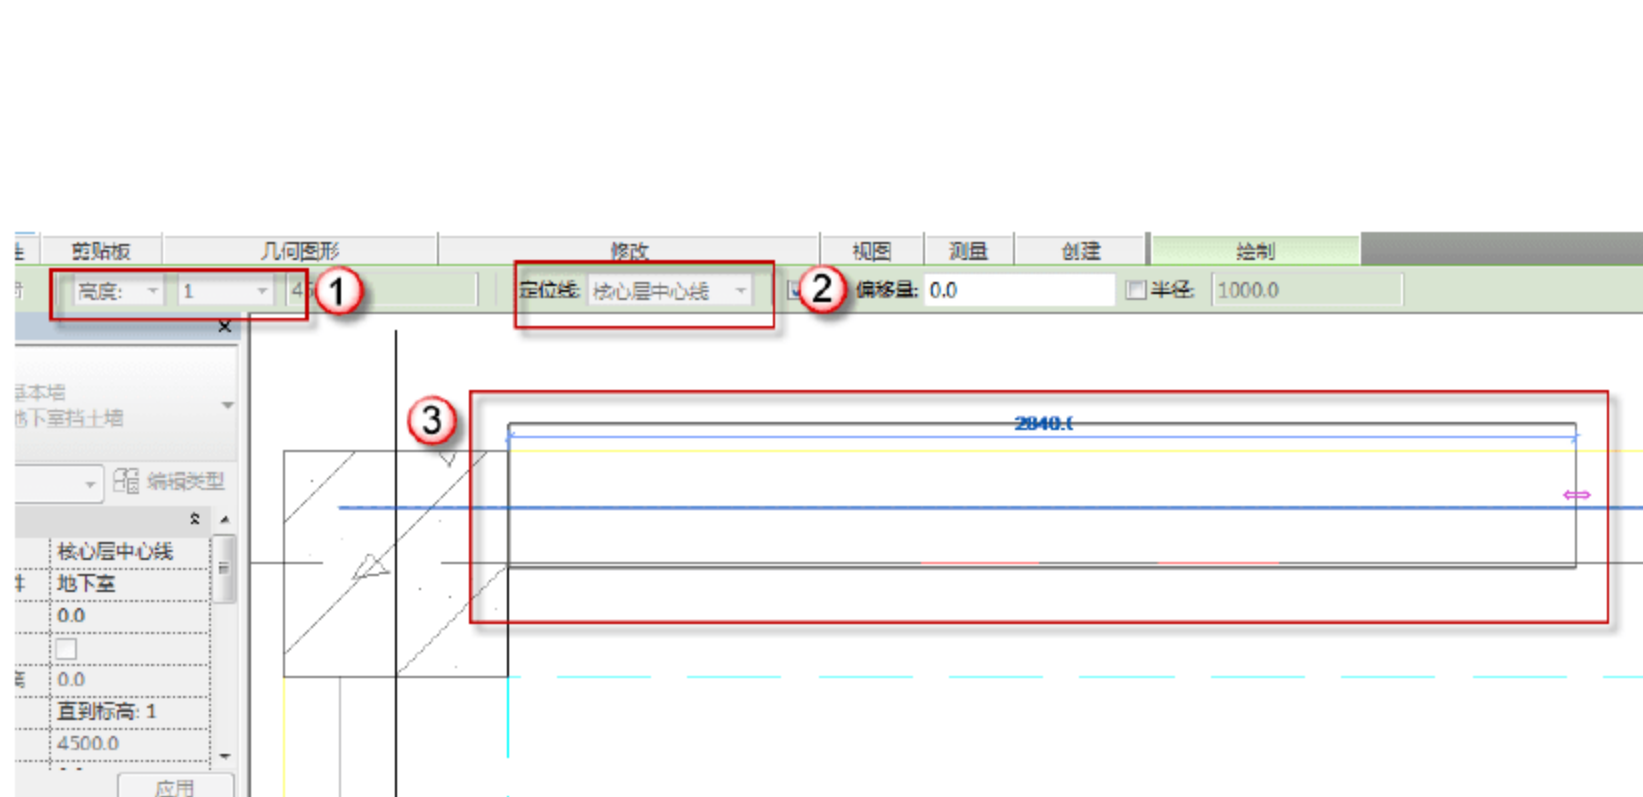 剪贴板 几何图形 修改 视图 测量 创建 绘制
高度: 1 ① 定位线: 核心层中心线 ② 偏移量: 0.0 半径: 1000.0
基本墙
地下室挡土墙
③
2840.
编辑类型
核心层中心线
地下室
0.0
0.0
直到标高: 1
4500.0
应用